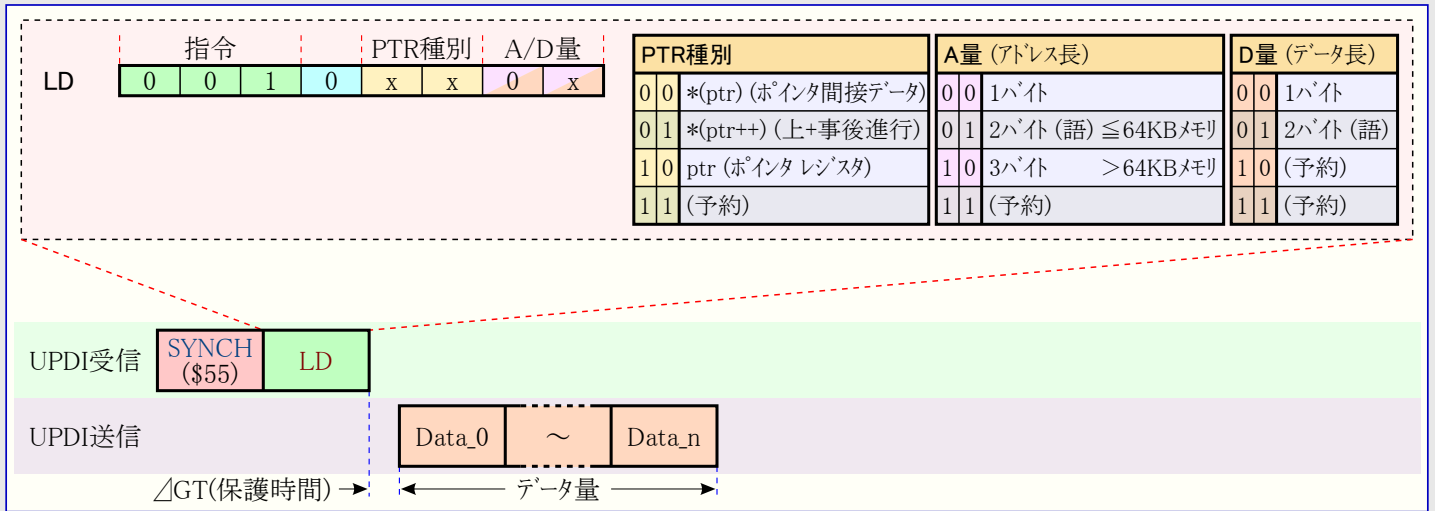 指令 PTR種別 A/D量
LD 0 0 1 0 x x 0 x
PTR種別
0 0 *(ptr) (ポインタ間接データ)
0 1 *(ptr++) (上+事後進行)
1 0 ptr (ポインタ レジスタ)
1 1 (予約)
A量 (アドレス長)
0 0 1バイト
0 1 2バイト (語) ≦64KBメモリ
1 0 3バイト >64KBメモリ
1 1 (予約)
D量 (データ長)
0 0 1バイト
0 1 2バイト (語)
1 0 (予約)
1 1 (予約)
UPDI受信 SYNCH ($55) LD
UPDI送信 Data_0 ~ Data_n
⊿GT(保護時間) データ量